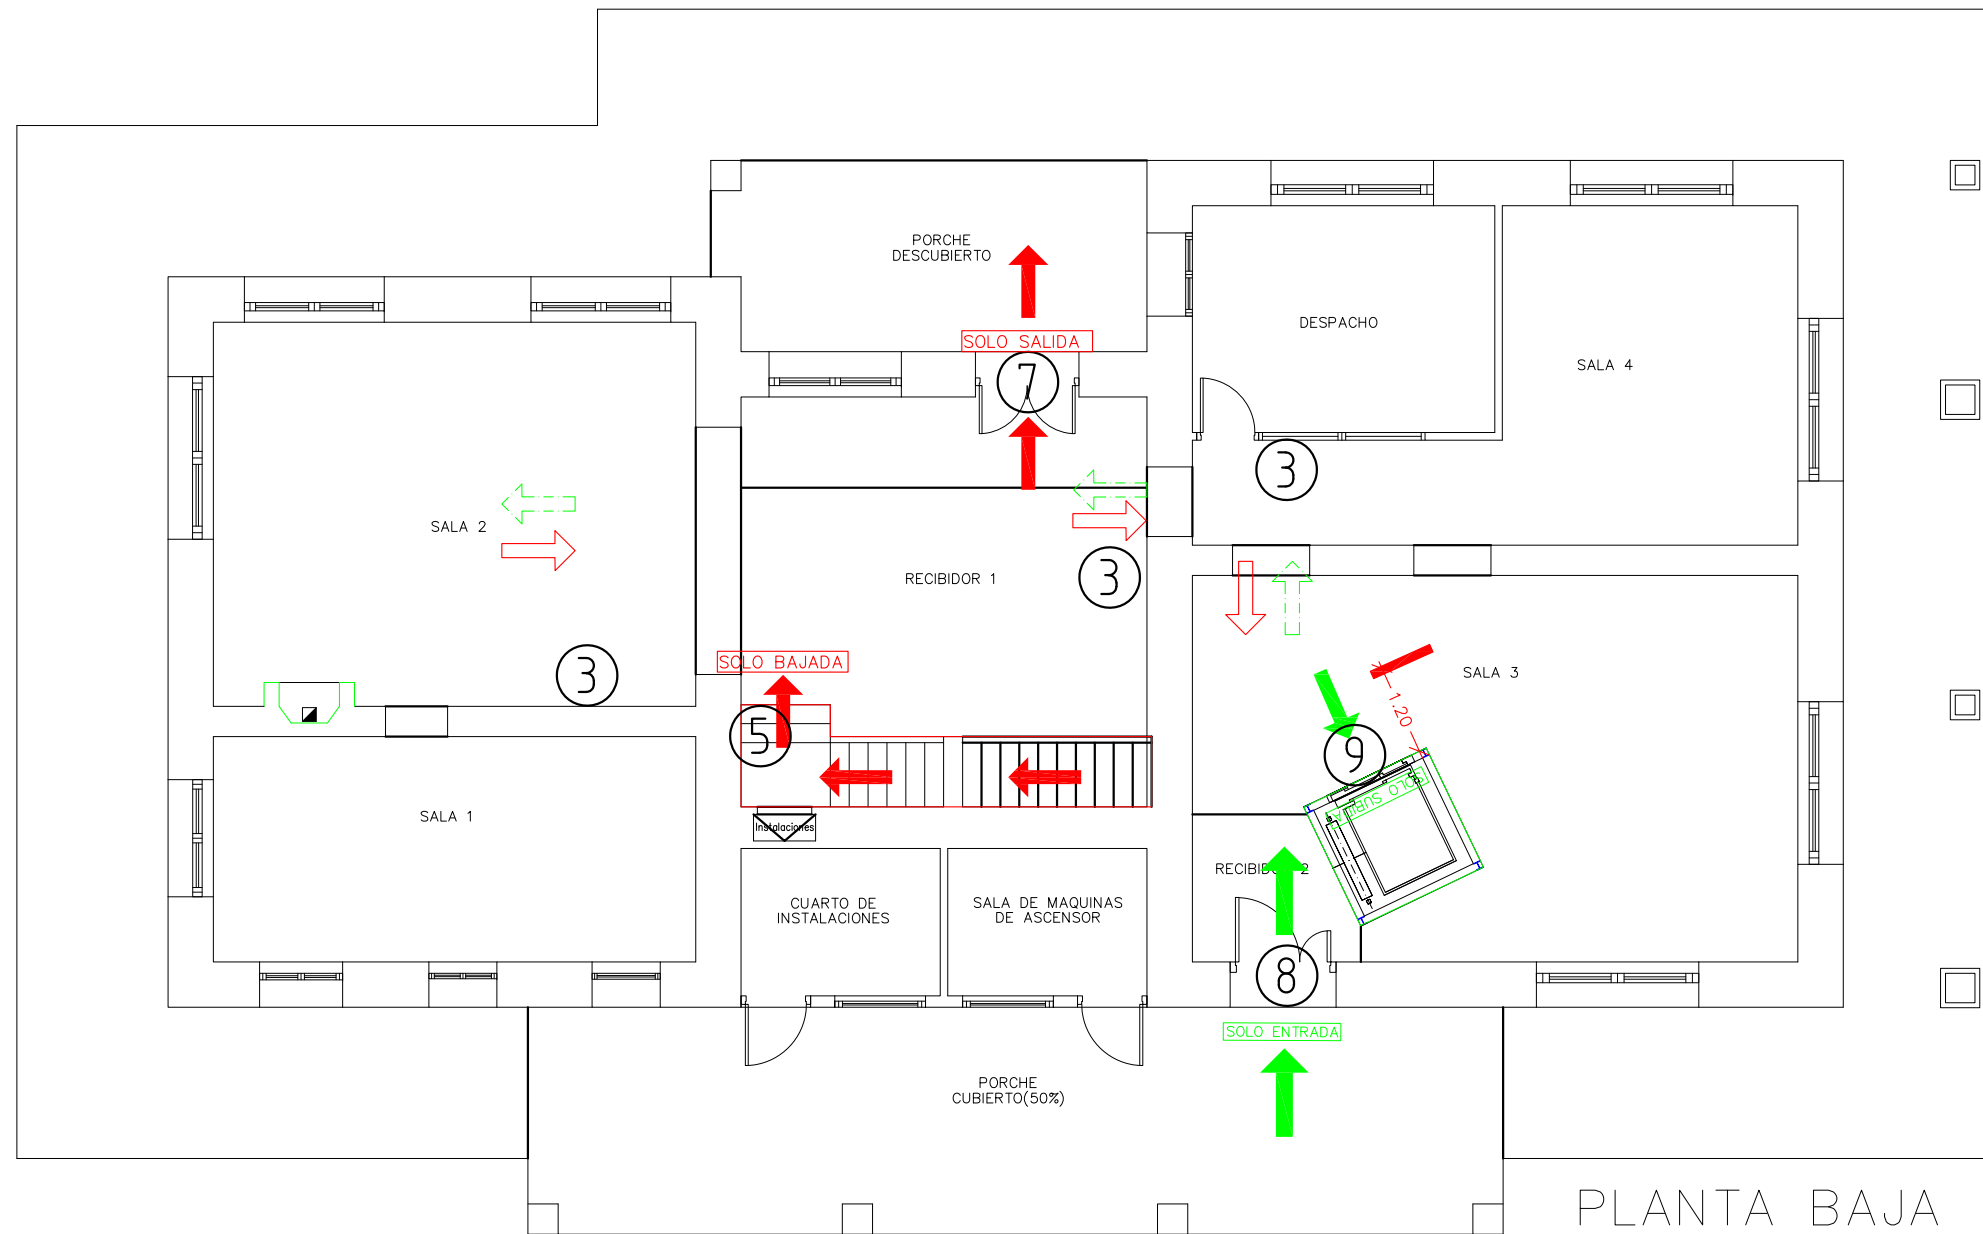 PORCHE
DESCUBIERTO
SOLO SALIDA
7
DESPACHO
SALA 4
3
SALA 2
RECIBIDOR 1
3
SOLO BAJADA
3
5
SALA 3
1.20
9
SOLO SUBIDA
SALA 1
Instalaciones
RECIBIDOR 2
CUARTO DE
INSTALACIONES
SALA DE MAQUINAS
DE ASCENSOR
8
SOLO ENTRADA
PORCHE
CUBIERTO(50%)
PLANTA BAJA